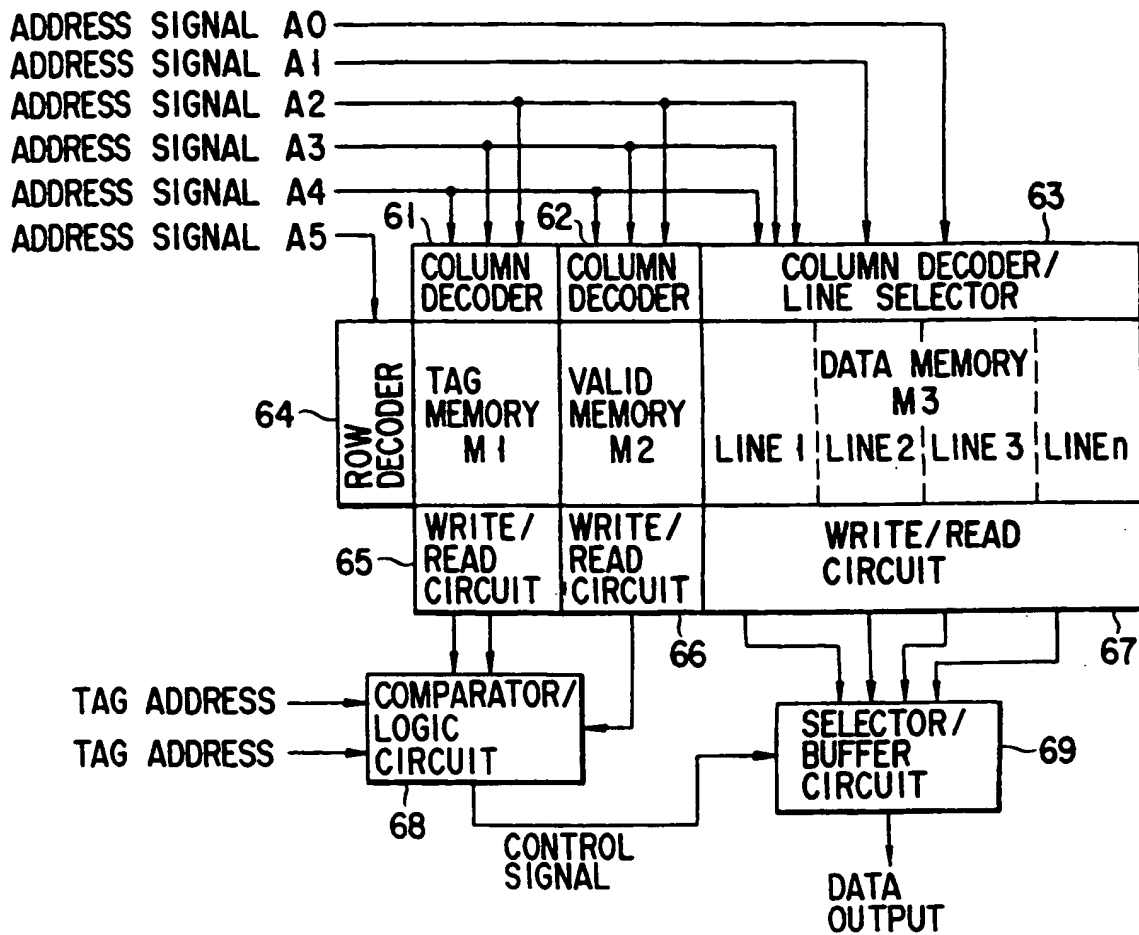 ADDRESS SIGNAL A0
ADDRESS SIGNAL A1
ADDRESS SIGNAL A2
ADDRESS SIGNAL A3
ADDRESS SIGNAL A4
ADDRESS SIGNAL A5
61
62
63
COLUMN
DECODER
COLUMN
DECODER
COLUMN DECODER/
LINE SELECTOR
64
ROW
DECODER
TAG
MEMORY
M1
VALID
MEMORY
M2
DATA MEMORY
M3
LINE 1
LINE 2
LINE 3
LINE n
65
WRITE/
READ
CIRCUIT
WRITE/
READ
CIRCUIT
WRITE/READ
CIRCUIT
66
67
TAG ADDRESS
TAG ADDRESS
COMPARATOR/
LOGIC
CIRCUIT
68
SELECTOR/
BUFFER
CIRCUIT
69
CONTROL
SIGNAL
DATA
OUTPUT